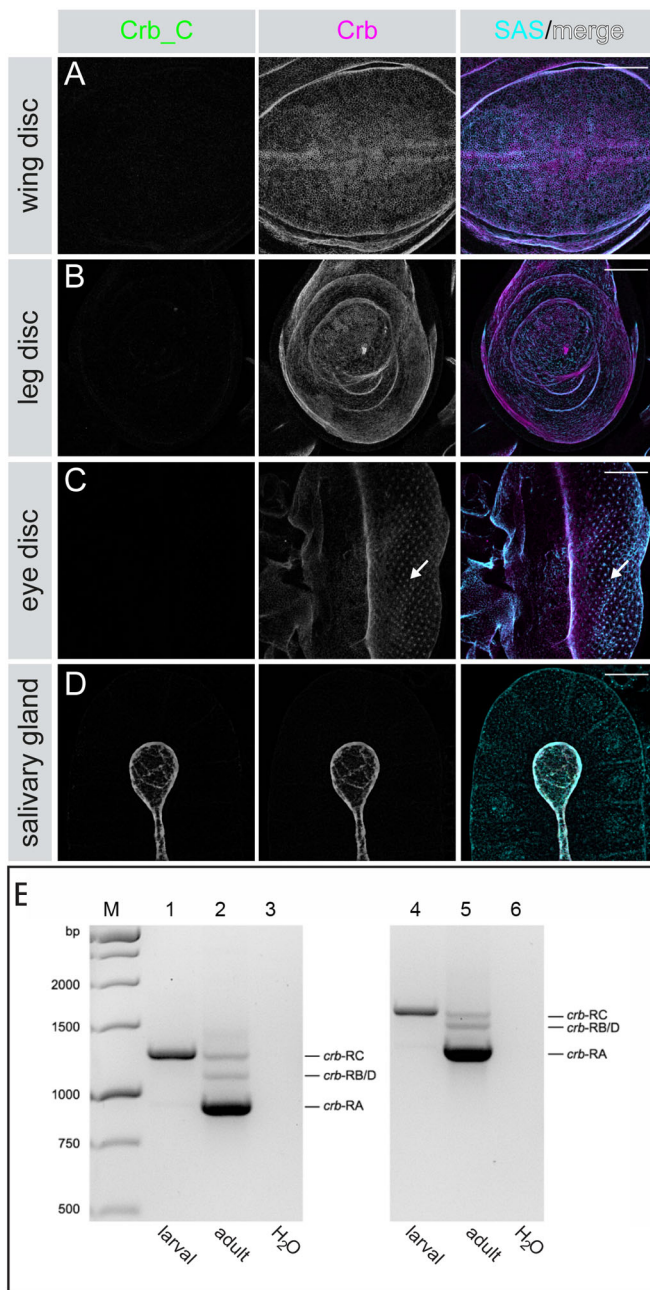 Crb_C Crb SAS/merge
A
wing disc
B
leg disc
C
eye disc
D
salivary gland
E
M 1 2 3 4 5 6
bp
2000
1500
1000
750
500
crb-RC
crb-RB/D
crb-RA
crb-RC
crb-RB/D
crb-RA
larval adult H₂O larval adult H₂O